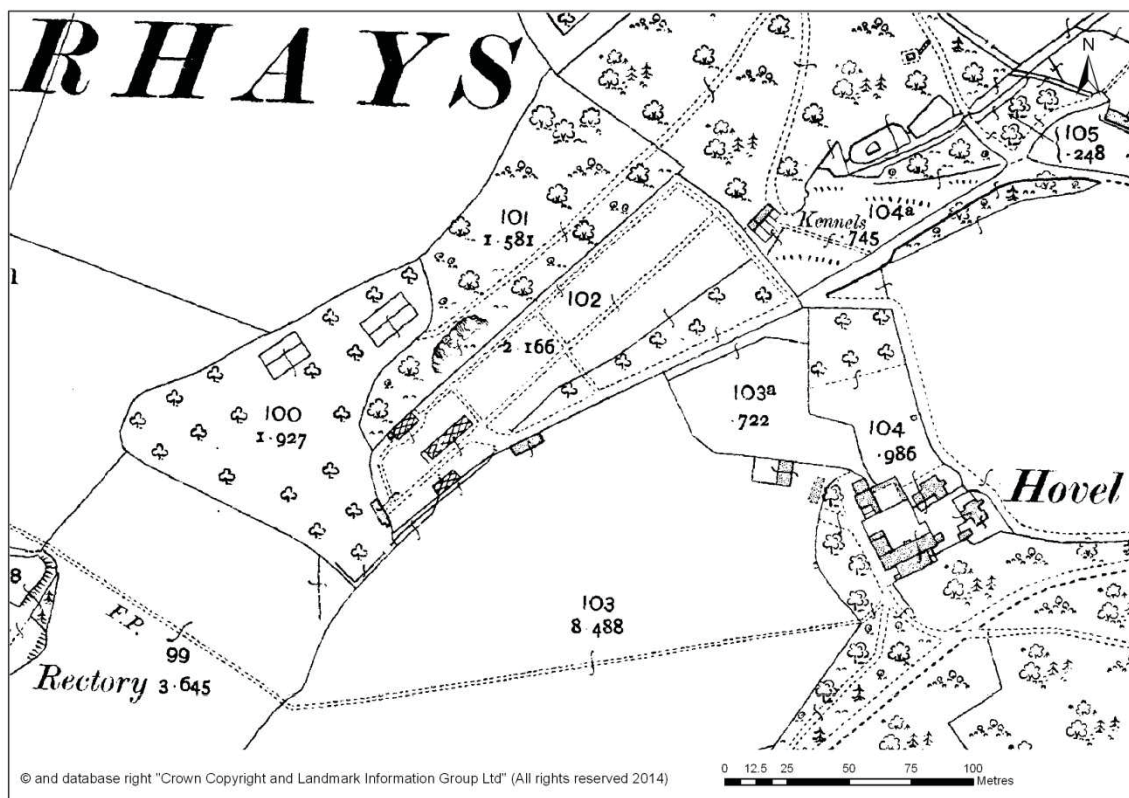 RHAYS
N
105
.248
101
1.581
Kennels
104a
.745
102
2.166
100
1.927
103a
.722
104
.986
Hovel
8
F.P.
99
3.645
Rectory
103
8.488
© and database right "Crown Copyright and Landmark Information Group Ltd" (All rights reserved 2014)
0 12.5 25 50 75 100
Metres